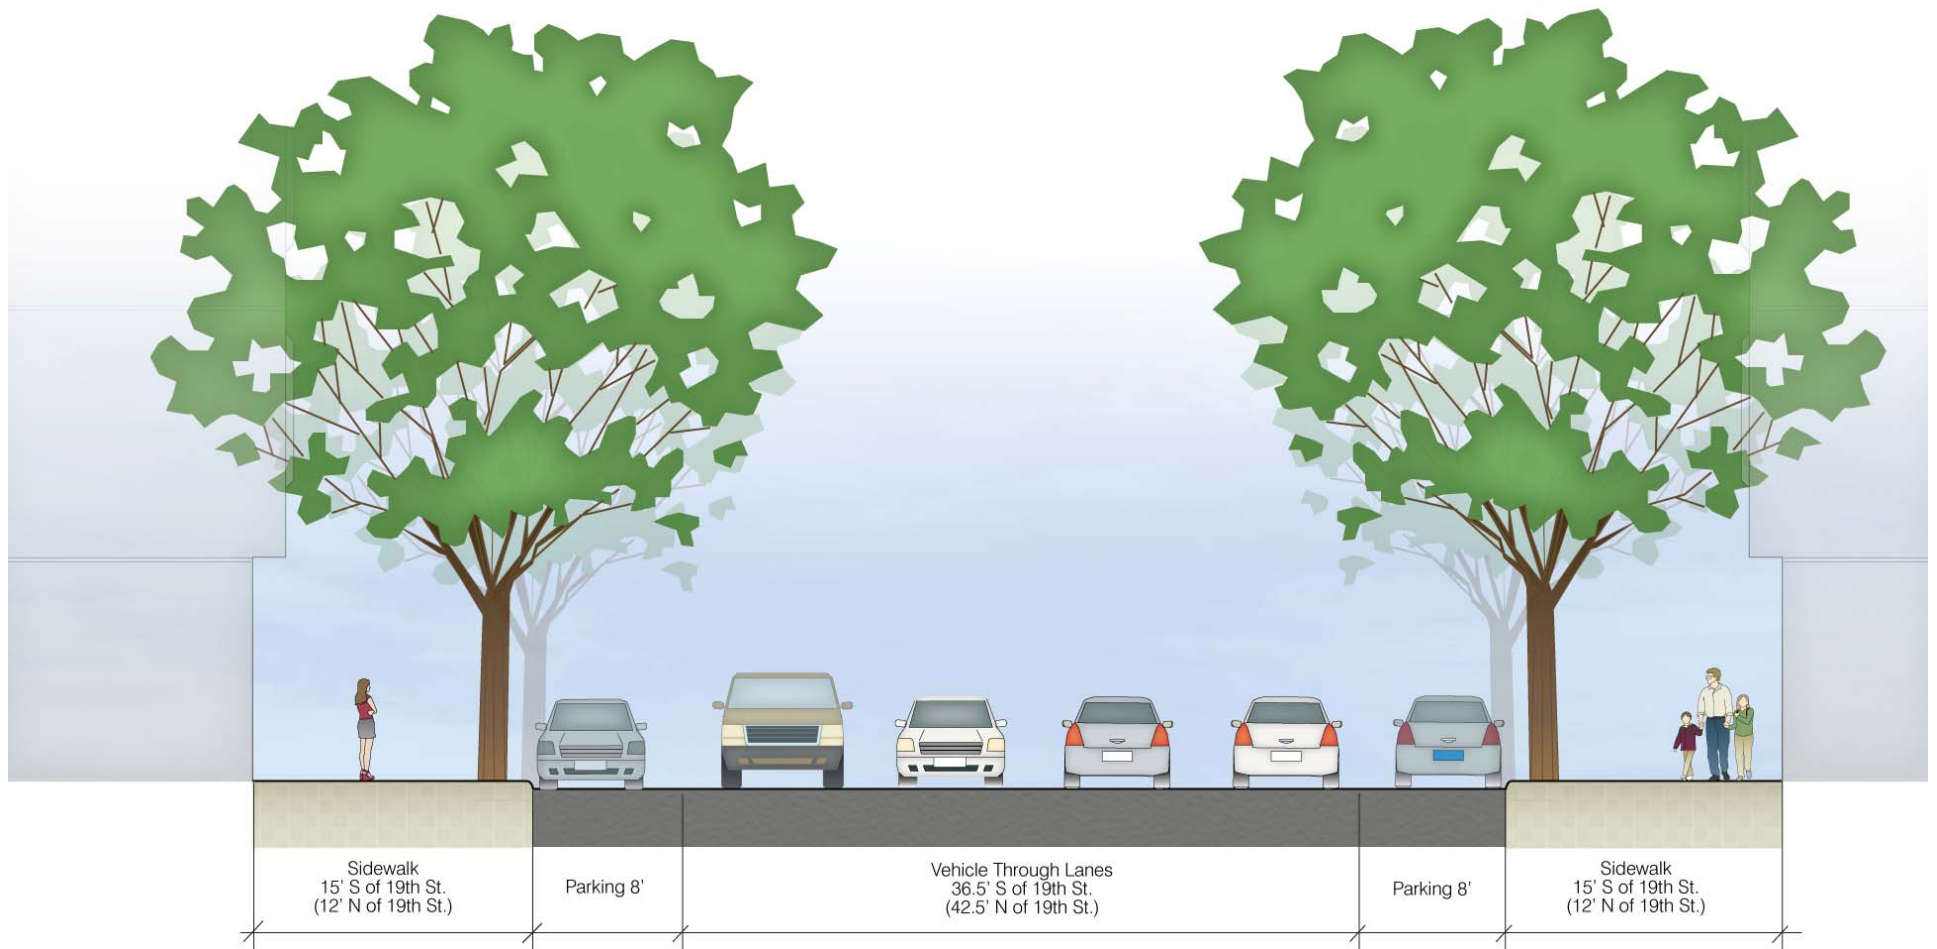 Sidewalk
15' S of 19th St.
(12' N of 19th St.)
Parking 8'
Vehicle Through Lanes
36.5' S of 19th St.
(42.5' N of 19th St.)
Parking 8'
Sidewalk
15' S of 19th St.
(12' N of 19th St.)